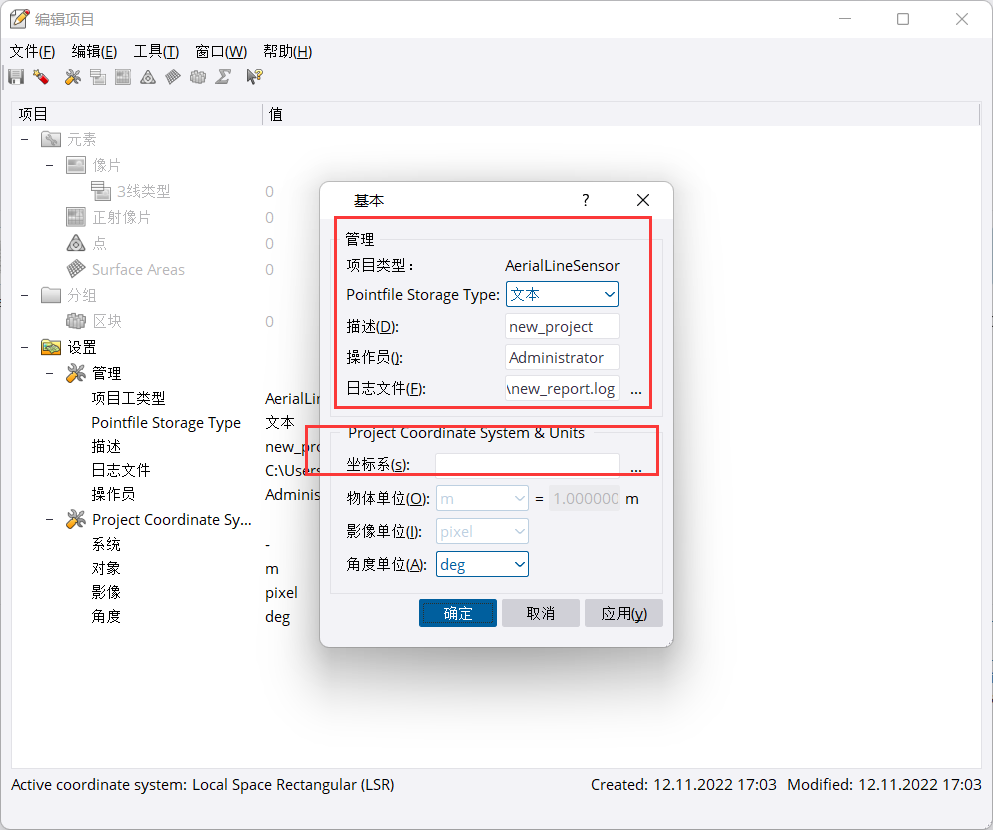 编辑项目
文件(F) 编辑(E) 工具(T) 窗口(W) 帮助(H)
项目 值
元素
像片
3线类型 0
正射像片 0
点 0
Surface Areas 0
分组
区块 0
设置
管理
项目工类型 AerialLi
Pointfile Storage Type 文本
描述 new_pro
日志文件 C:\Users
操作员 Adminis
Project Coordinate Sy...
系统 -
对象 m
影像 pixel
角度 deg
基本 ?
管理
项目类型： AerialLineSensor
Pointfile Storage Type: 文本
描述(D): new_project
操作员(): Administrator
日志文件(F): \new_report.log ...
Project Coordinate System & Units
坐标系(s): ...
物体单位(O): m = 1.000000 m
影像单位(I): pixel
角度单位(A): deg
确定 取消 应用(y)
Active coordinate system: Local Space Rectangular (LSR) Created: 12.11.2022 17:03 Modified: 12.11.2022 17:03